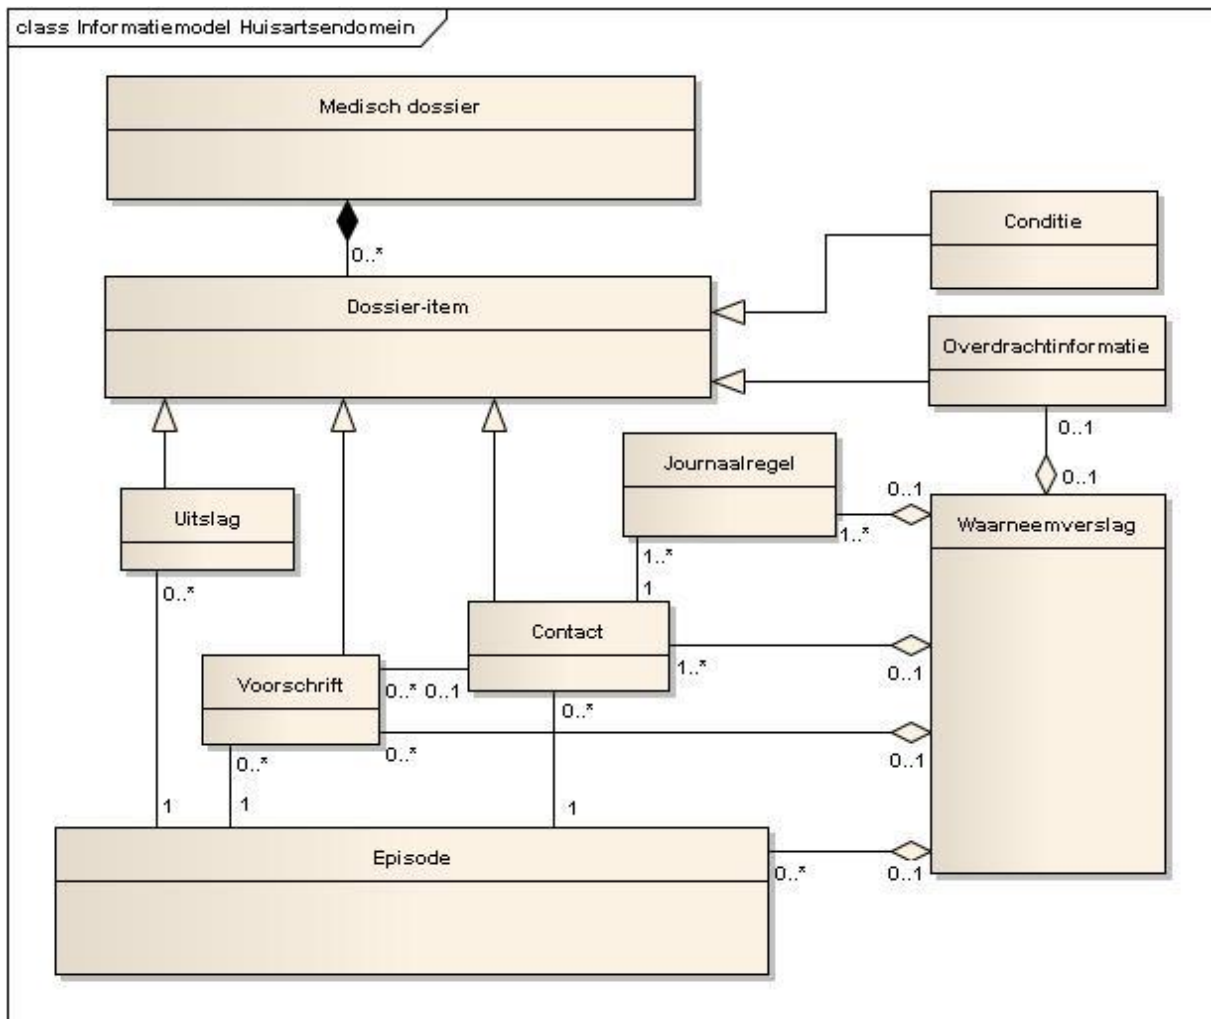 class Informatiemodel Huisartsendomein
Medisch dossier
0..*
Conditie
Dossier-item
Overdrachtinformatie
0..1
Journaalregel
0..1
0..1
Uitslag
Waarneemverslag
1..*
1..*
0..*
1
Contact
1..*
0..1
Voorschrift
0..* 0..1
0..*
0..*
0..*
0..1
1
1
1
Episode
0..*
0..1